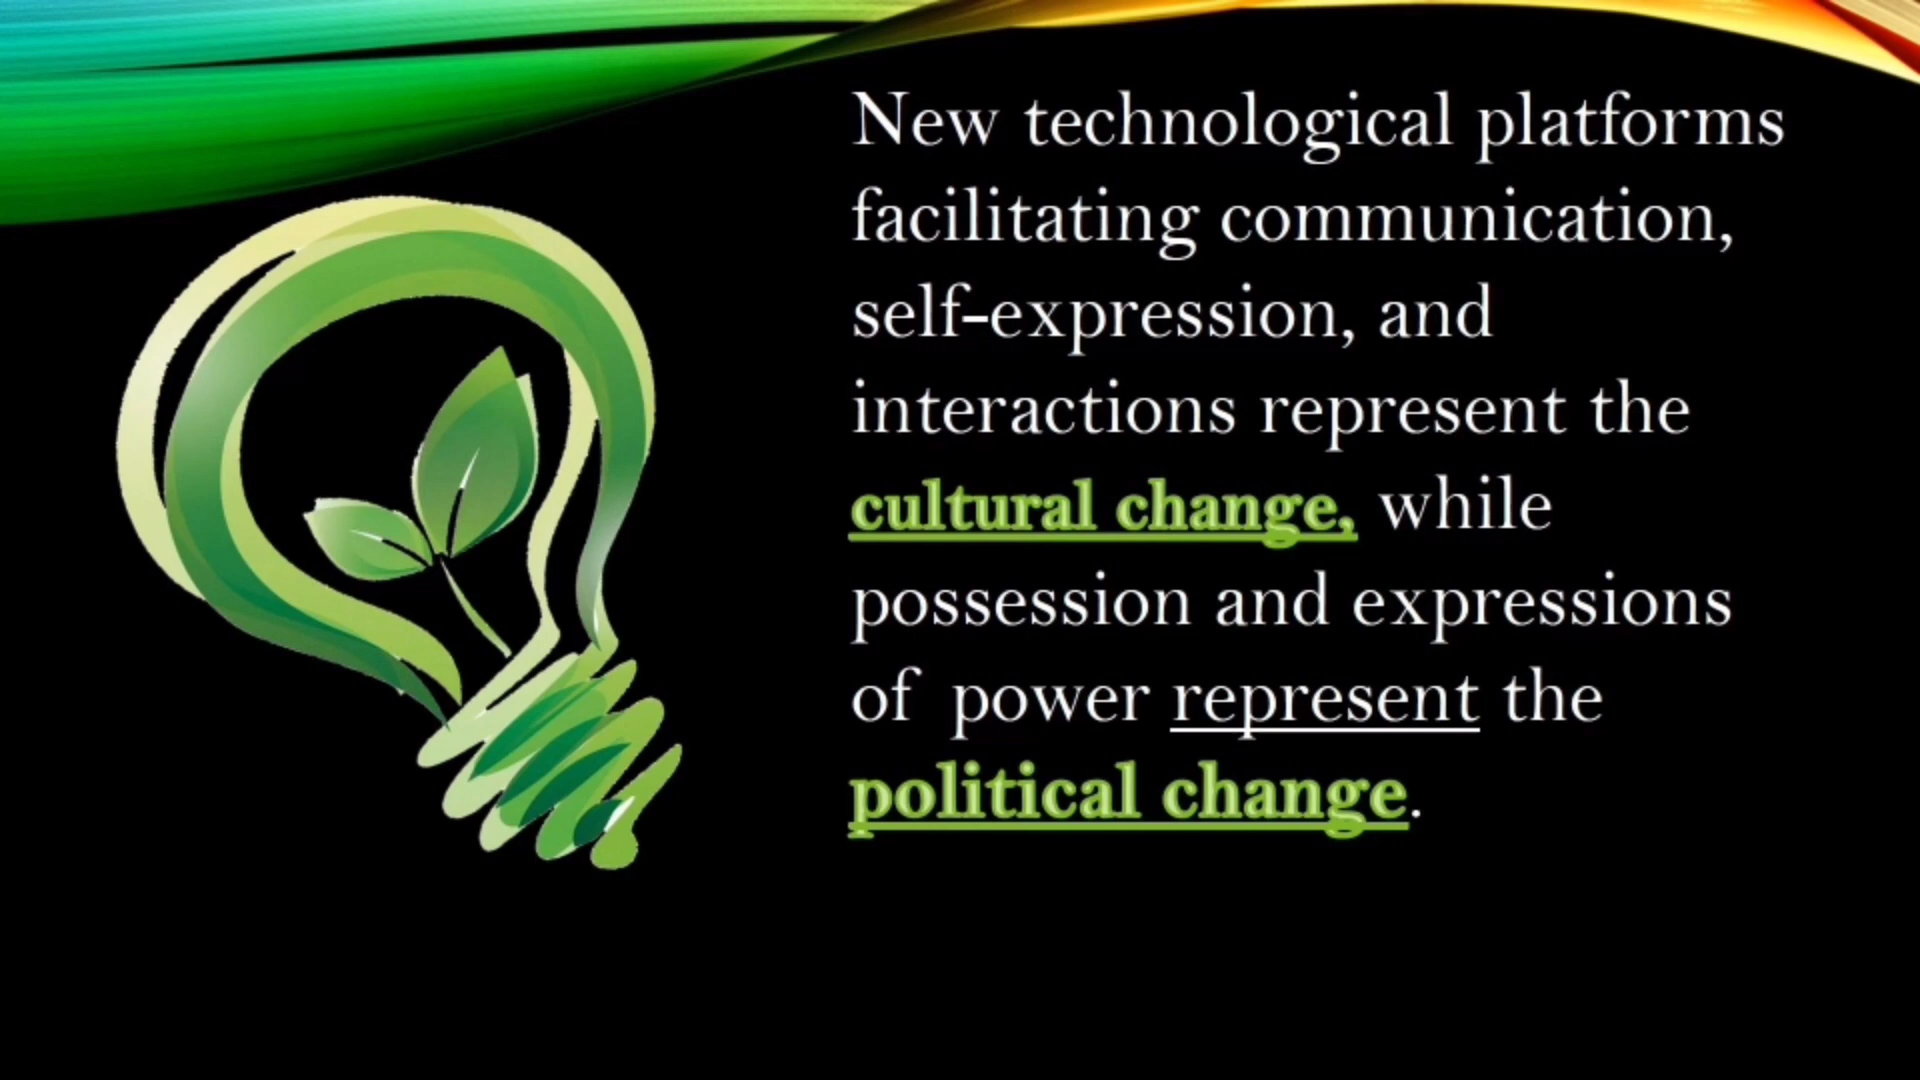 New technological platforms
facilitating communication,
self-expression, and
interactions represent the
cultural change, while
possession and expressions
of power represent the
political change.